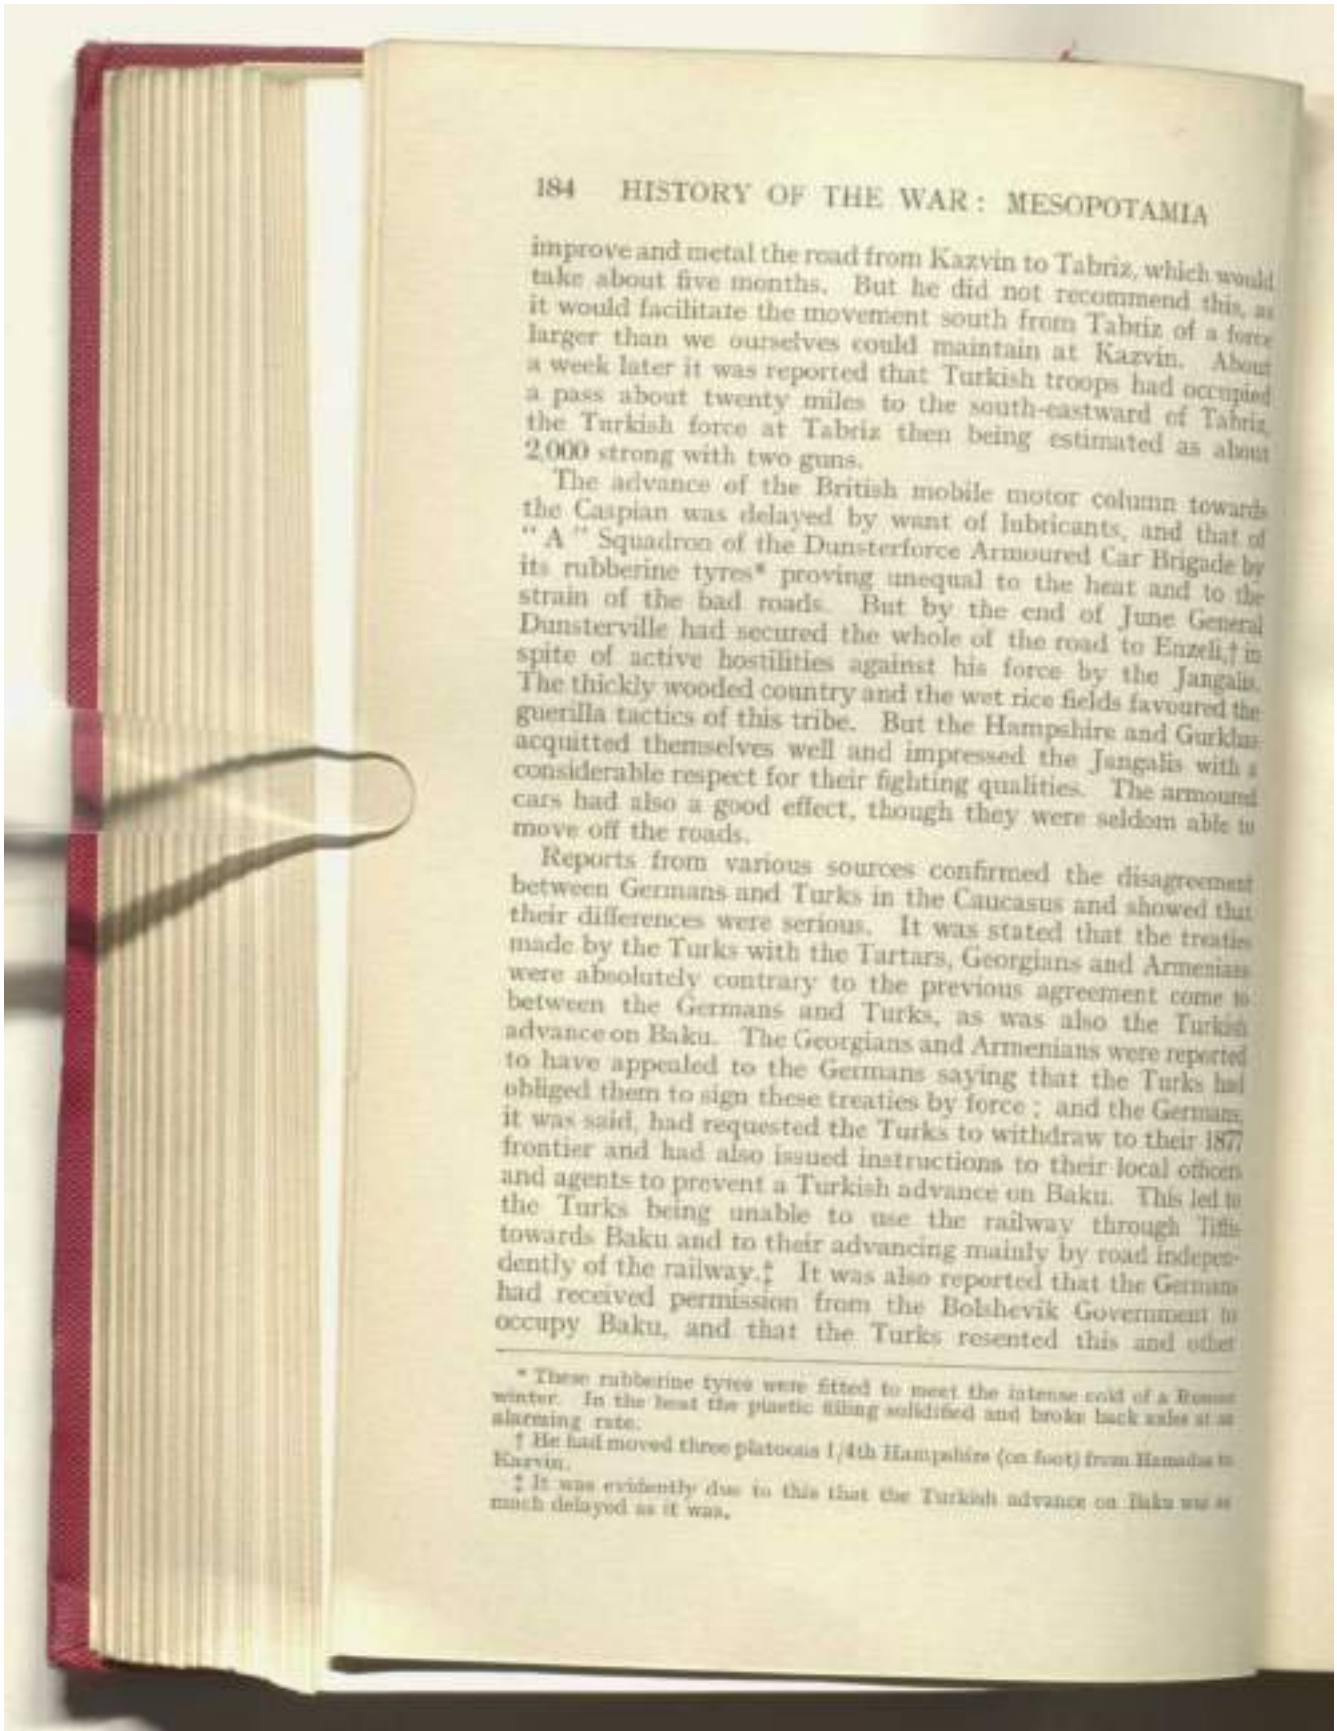 184 HISTORY OF THE WAR: MESOPOTAMIA
improve and metal the road from Kazvin to Tabriz, which would
take about five months. But he did not recommend this, as
it would facilitate the movement south from Tabriz of a force
larger than we ourselves could maintain at Kazvin. About
a week later it was reported that Turkish troops had occupied
a pass about twenty miles to the south-eastward of Tabriz,
the Turkish force at Tabriz then being estimated as about
2,000 strong with two guns.
The advance of the British mobile motor column towards
the Caspian was delayed by want of lubricants, and that of
" A " Squadron of the Dunsterforce Armoured Car Brigade by
its rubberine tyres* proving unequal to the heat and to the
strain of the bad roads. But by the end of June General
Dunsterville had secured the whole of the road to Enzeli,† in
spite of active hostilities against his force by the Jangalis.
The thickly wooded country and the wet rice fields favoured the
guerilla tactics of this tribe. But the Hampshire and Gurkhas
acquitted themselves well and impressed the Jangalis with a
considerable respect for their fighting qualities. The armoured
cars had also a good effect, though they were seldom able to
move off the roads.
Reports from various sources confirmed the disagreement
between Germans and Turks in the Caucasus and showed that
their differences were serious. It was stated that the treaties
made by the Turks with the Tartars, Georgians and Armenians
were absolutely contrary to the previous agreement come to
between the Germans and Turks, as was also the Turkish
advance on Baku. The Georgians and Armenians were reported
to have appealed to the Germans saying that the Turks had
obliged them to sign these treaties by force ; and the Germans,
it was said, had requested the Turks to withdraw to their 1877
frontier and had also issued instructions to their local officers
and agents to prevent a Turkish advance on Baku. This led to
the Turks being unable to use the railway through Tiflis
towards Baku and to their advancing mainly by road indepen-
dently of the railway.‡ It was also reported that the Germans
had received permission from the Bolshevik Government to
occupy Baku, and that the Turks resented this and other
* These rubberine tyres were fitted to meet the intense cold of a Russian
winter. In the heat the plastic filling solidified and broke back axles at an
alarming rate.
† He had moved three platoons 1/4th Hampshire (on foot) from Hamadan to
Kazvin.
‡ It was evidently due to this that the Turkish advance on Baku was as
much delayed as it was.